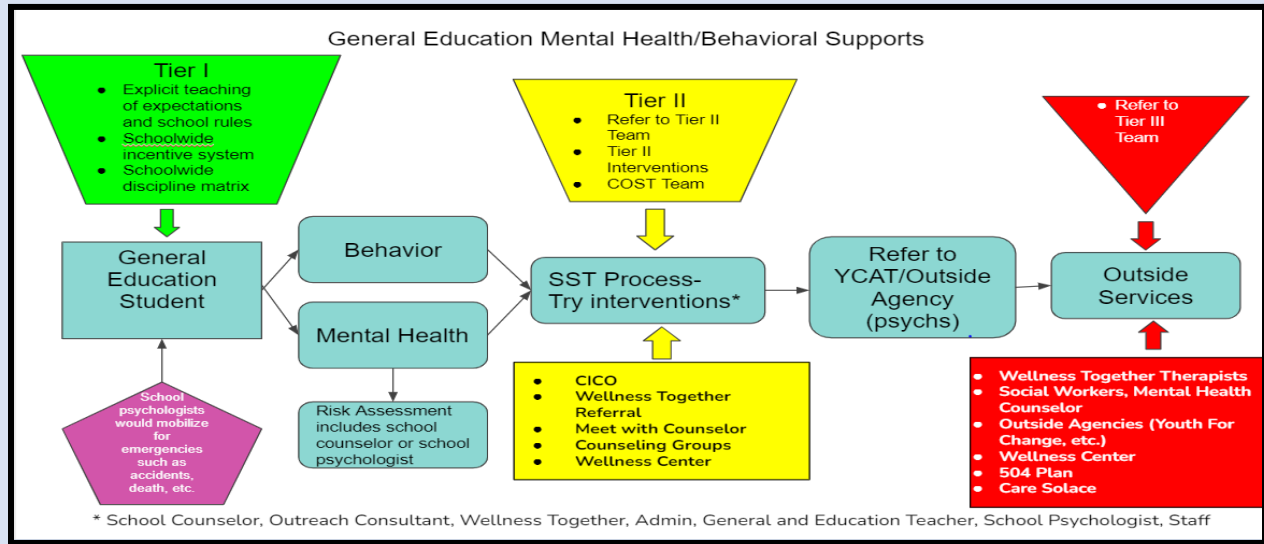 General Education Mental Health/Behavioral Supports
Tier I
● Explicit teaching
of expectations
and school rules
● Schoolwide
incentive system
● Schoolwide
discipline matrix
Tier II
● Refer to Tier II
Team
● Tier II
Interventions
● COST Team
● Refer to
Tier III
Team
General
Education
Student
Behavior
Mental Health
Risk Assessment
includes school
counselor or school
psychologist
SST Process-
Try interventions*
Refer to
YCAT/Outside
Agency
(psychs)
Outside
Services
School
psychologists
would mobilize
for
emergencies
such as
accidents,
death, etc.
● CICO
● Wellness Together
Referral
● Meet with Counselor
● Counseling Groups
● Wellness Center
● Wellness Together Therapists
● Social Workers, Mental Health
Counselor
● Outside Agencies (Youth For
Change, etc.)
● Wellness Center
● 504 Plan
● Care Solace
* School Counselor, Outreach Consultant, Wellness Together, Admin, General and Education Teacher, School Psychologist, Staff